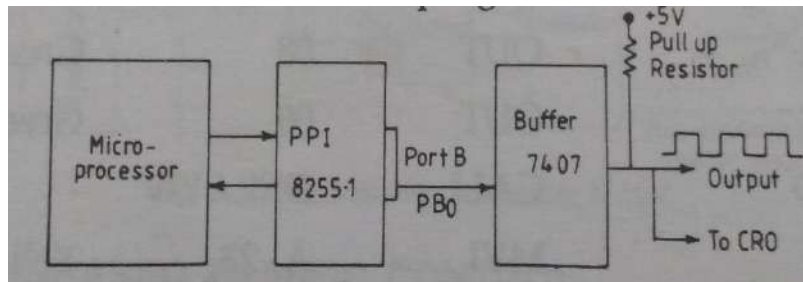 +5V
Pull up
Resistor
Micro-
processor
PPI
8255·1
Port B
PB0
Buffer
7407
Output
To CRO